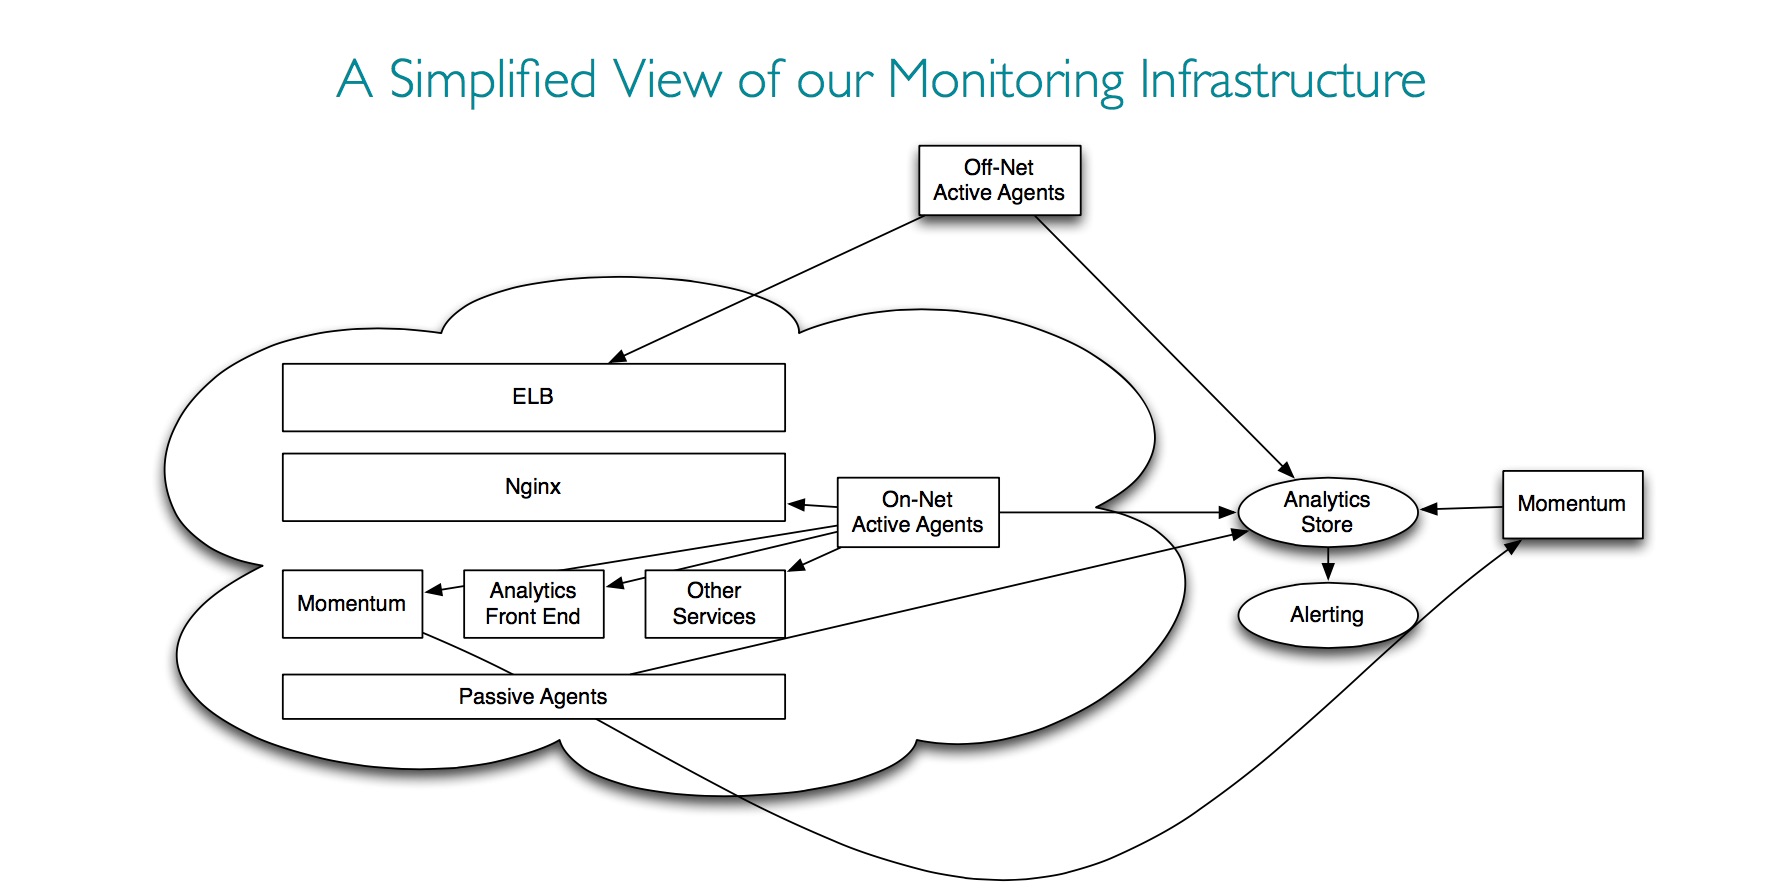 A Simplified View of our Monitoring Infrastructure
Off-Net
Active Agents
ELB
Nginx
On-Net
Active Agents
Analytics
Store
Momentum
Momentum
Analytics
Front End
Other
Services
Alerting
Passive Agents